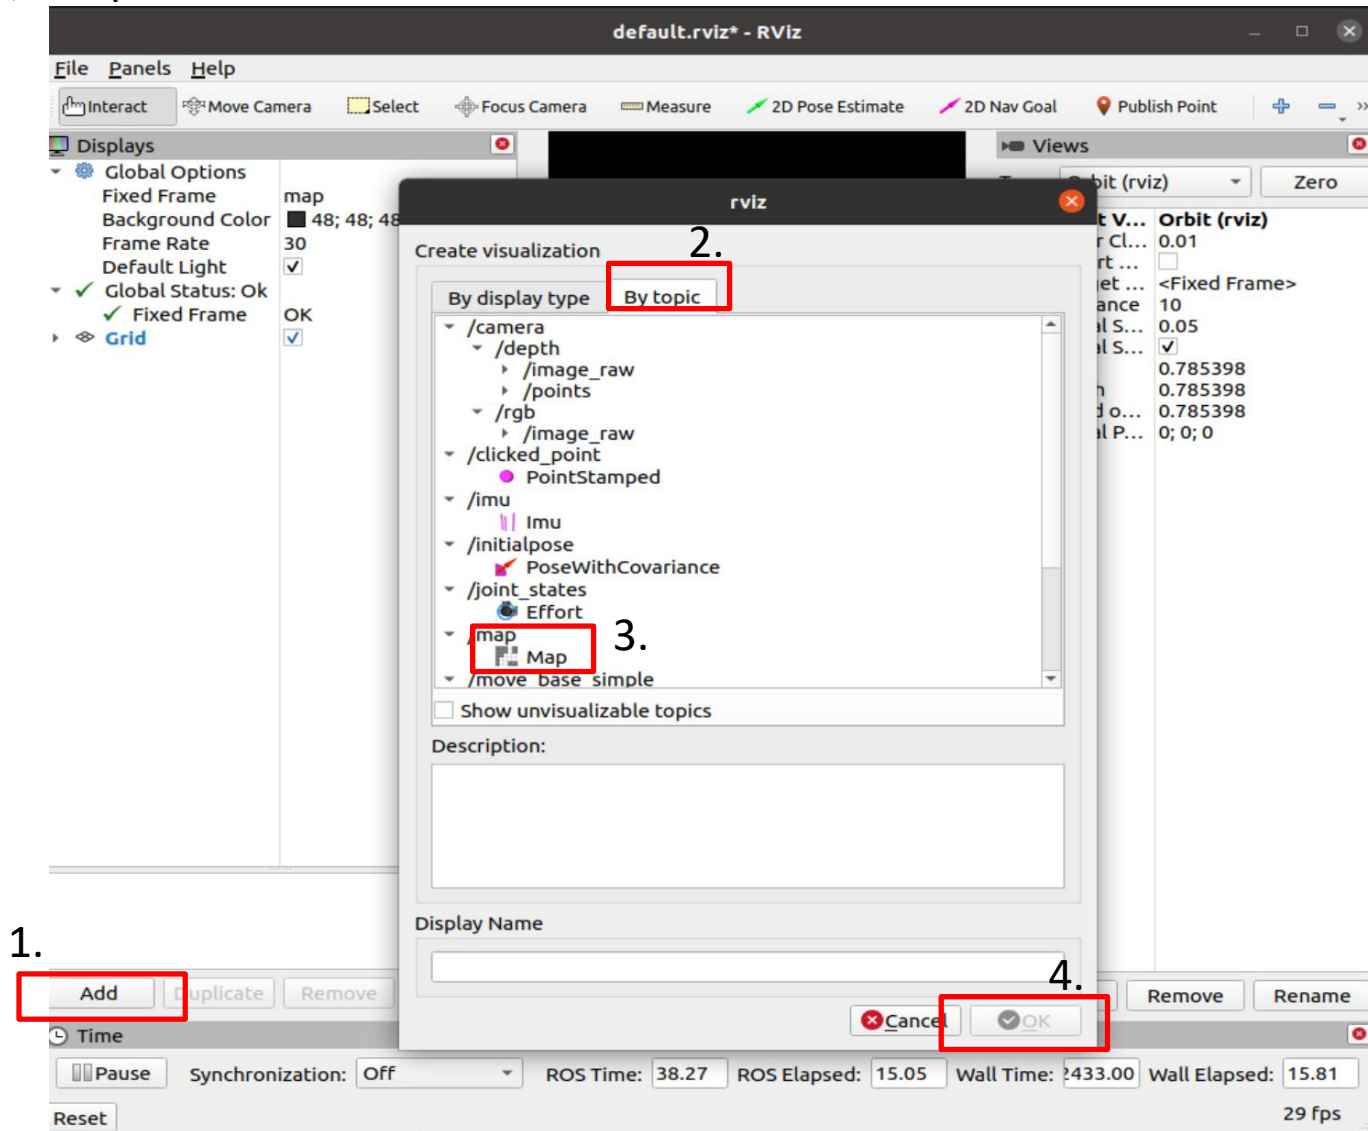 default.rviz* - RViz
File Panels Help
Interact Move Camera Select Focus Camera Measure 2D Pose Estimate 2D Nav Goal Publish Point
Displays
Views
Global Options
Fixed Frame map
Background Color 48; 48; 48
Frame Rate 30
Default Light
Global Status: Ok
Fixed Frame OK
Grid
rviz
Create visualization
2.
By display type By topic
/camera
/depth
/image_raw
/points
/rgb
/image_raw
/clicked_point
PointStamped
/imu
Imu
/initialpose
PoseWithCovariance
/joint_states
Effort
/map
3.
Map
/move_base_simple
Show unvisualizable topics
Description:
Display Name
4.
Cancel OK
(rviz) Zero
V... Orbit (rviz)
Cl... 0.01
... <Fixed Frame>
10
S... 0.05
S...
0.785398
0.785398
o... 0.785398
P... 0; 0; 0
1.
Add Duplicate Remove
Remove Rename
Time
Pause Synchronization: Off ROS Time: 38.27 ROS Elapsed: 15.05 Wall Time: 2433.00 Wall Elapsed: 15.81
Reset
29 fps